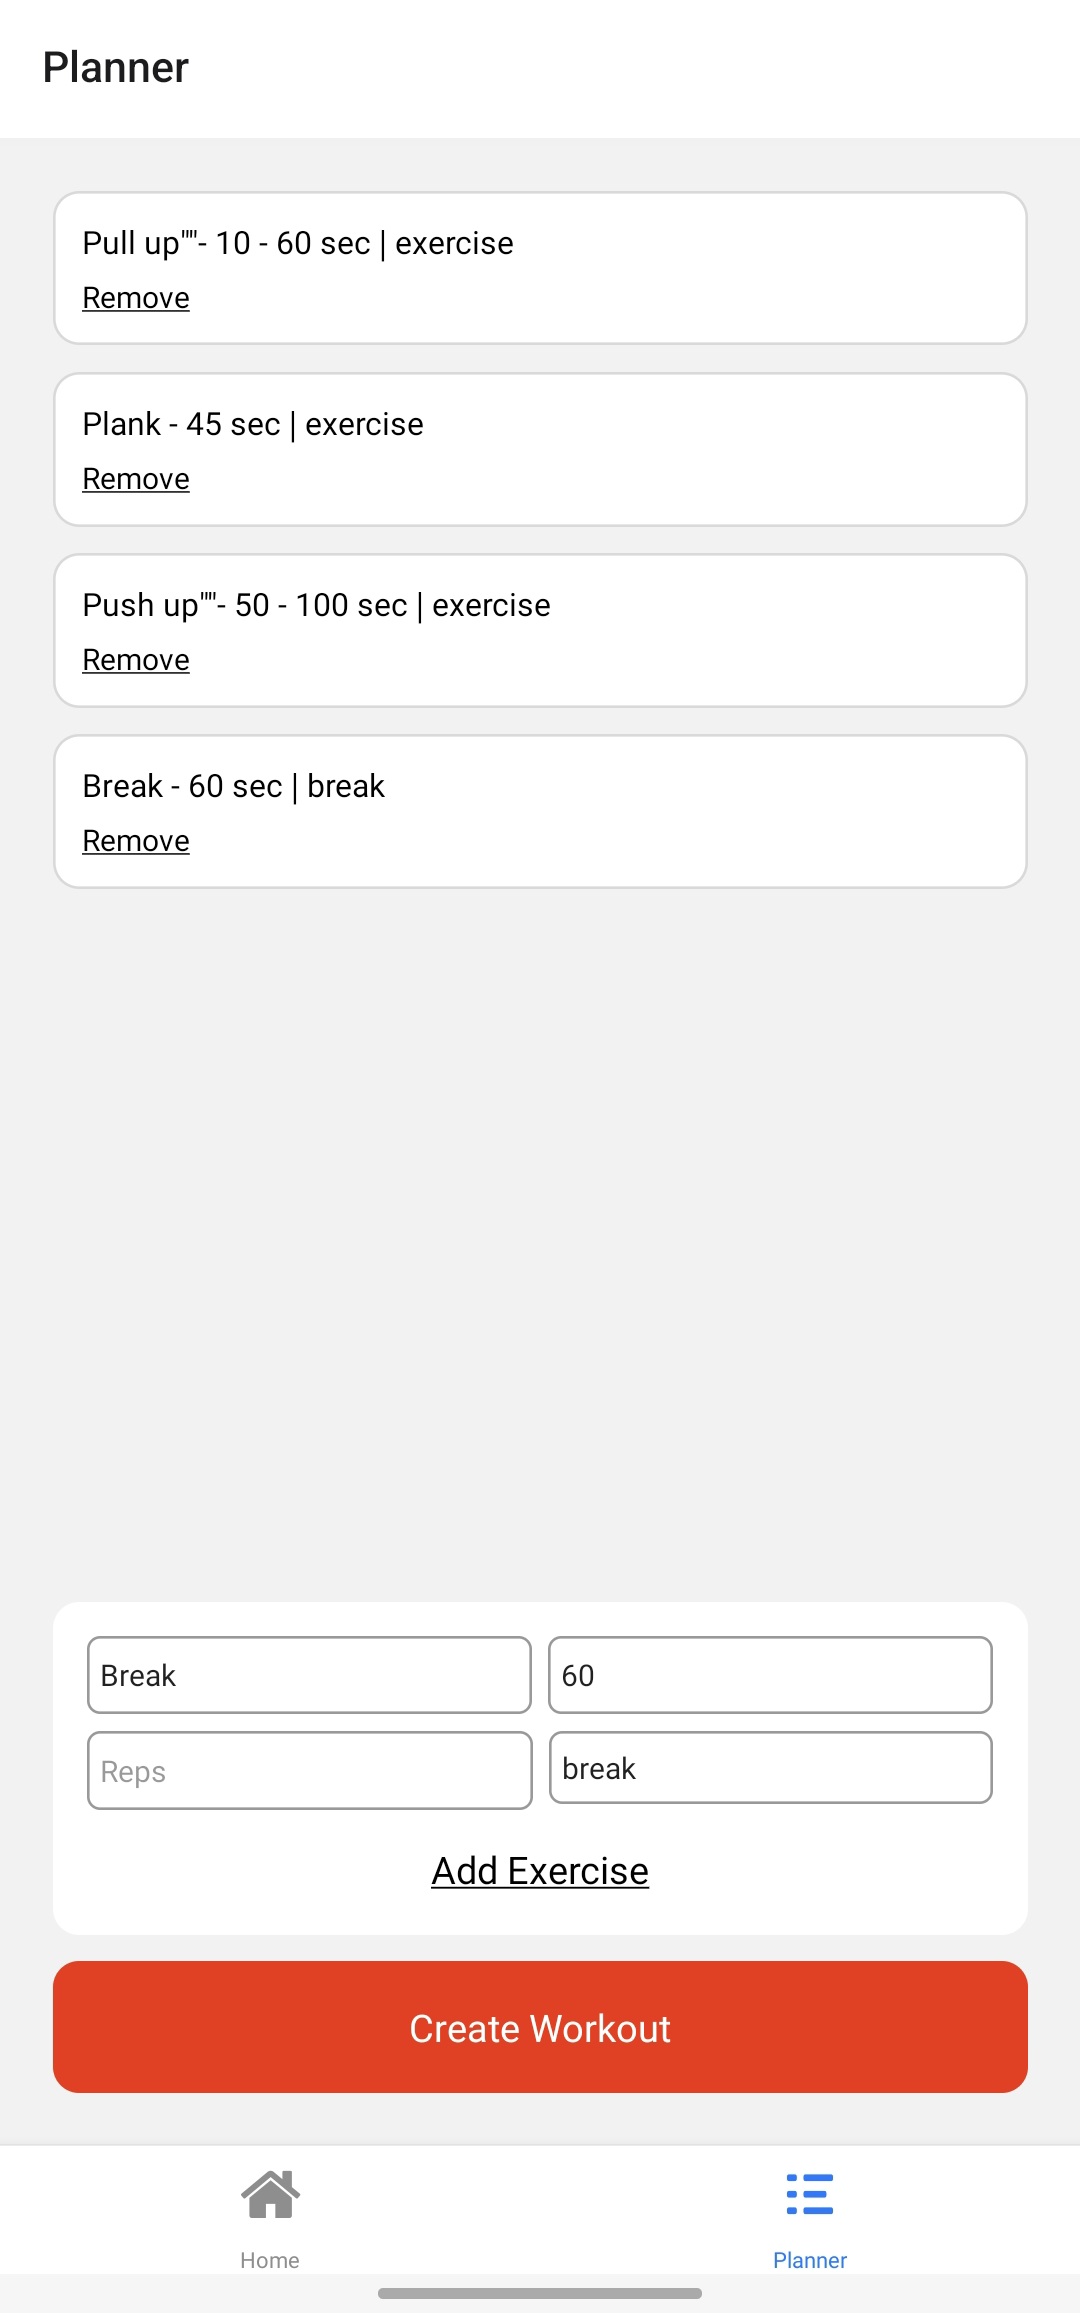 Planner
Pull up""- 10 - 60 sec | exercise
Remove
Plank - 45 sec | exercise
Remove
Push up""- 50 - 100 sec | exercise
Remove
Break - 60 sec | break
Remove
Break 60
Reps break
Add Exercise
Create Workout
Home Planner